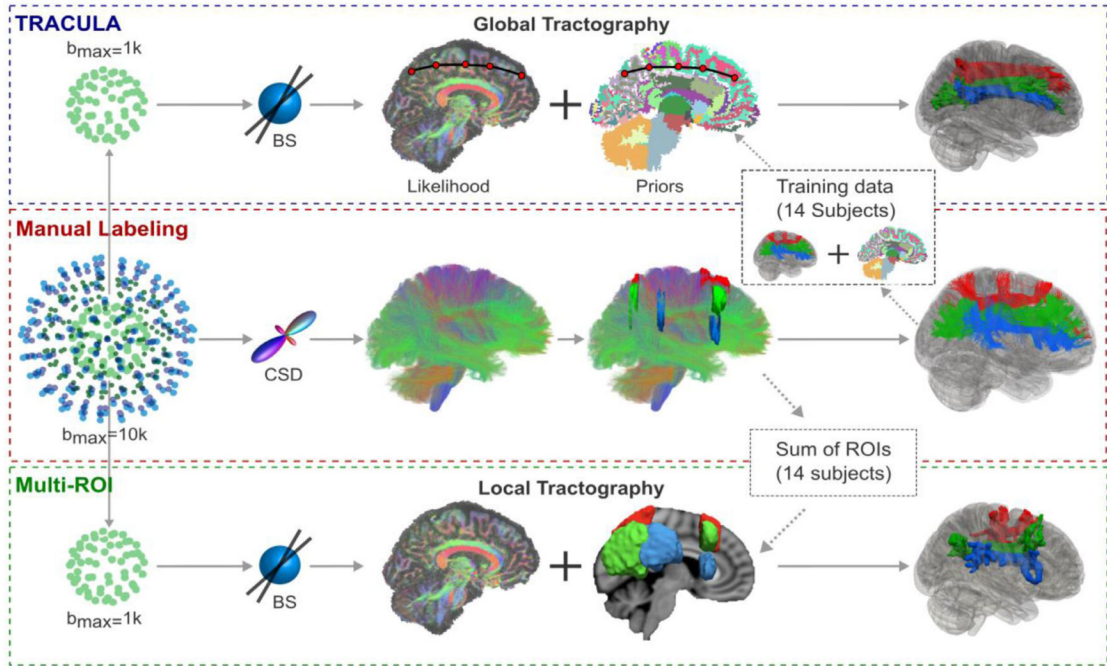 TRACULA
Global Tractography
bmax=1k
BS
Likelihood
Priors
Training data
(14 Subjects)
Manual Labeling
CSD
bmax=10k
Sum of ROIs
(14 subjects)
Multi-ROI
Local Tractography
BS
bmax=1k